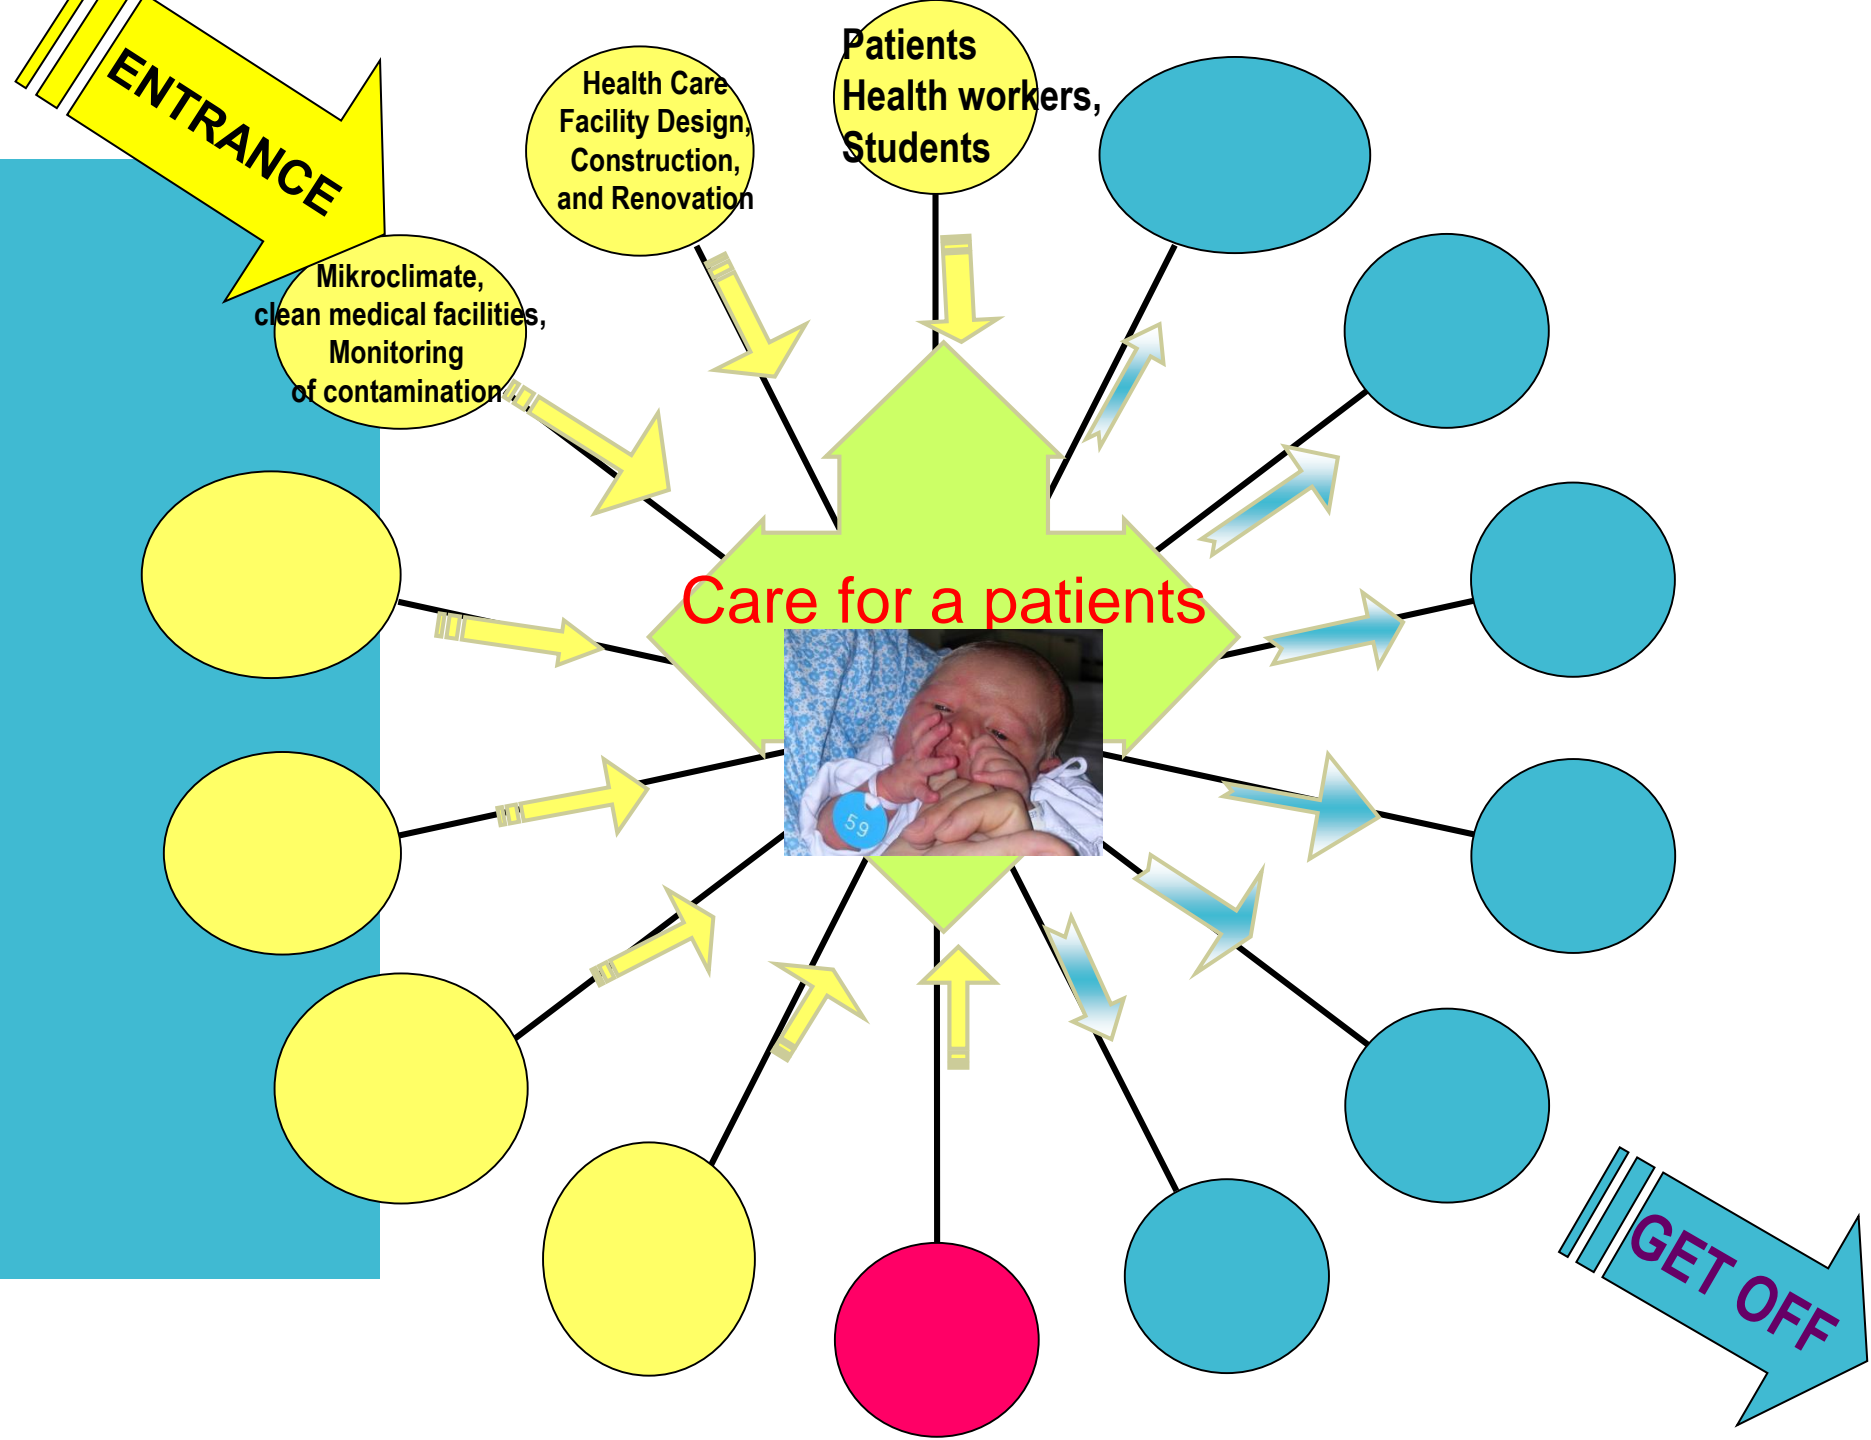 ENTRANCE
Patients
Health workers,
Students
Health Care
Facility Design,
Construction,
and Renovation
Mikroclimate,
clean medical facilities,
Monitoring
of contamination
Care for a patients
59
GET OFF